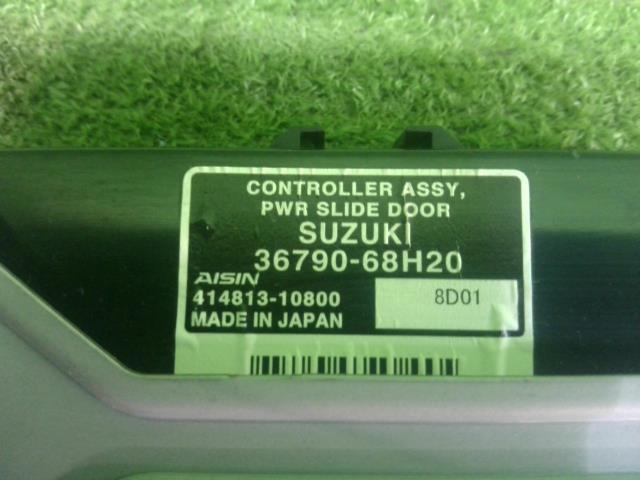 CONTROLLER ASSY,
PWR SLIDE DOOR
SUZUKI
36790-68H20
AISIN
414813-10800
8D01
MADE IN JAPAN